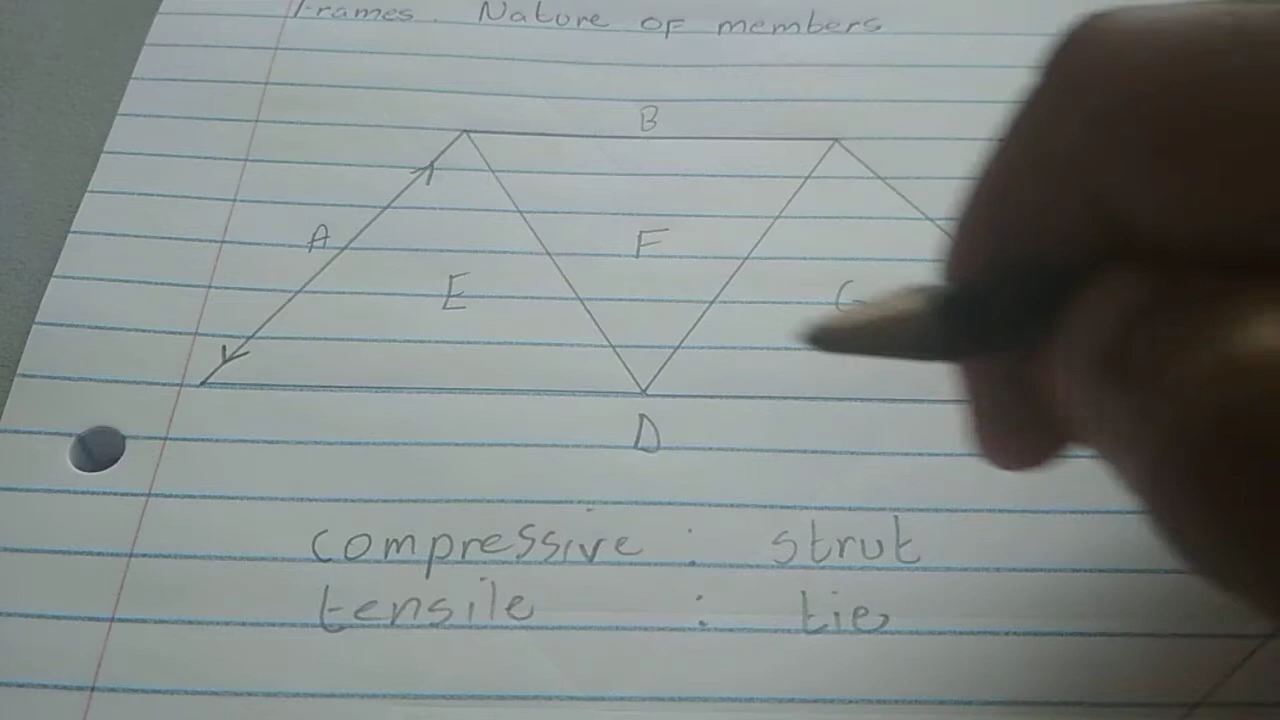 Frames. Nature of members
B
A
F
E
G
D
compressive : strut
tensile : tie